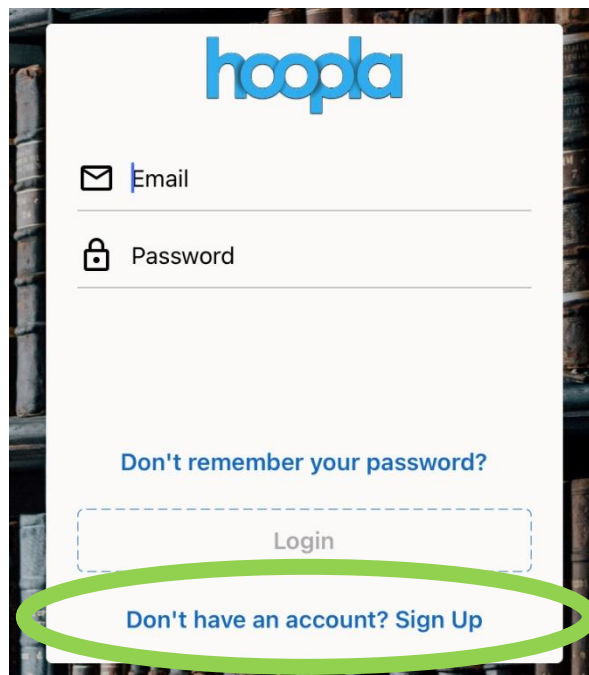 hoopla
Email
Password
Don't remember your password?
Login
Don't have an account? Sign Up